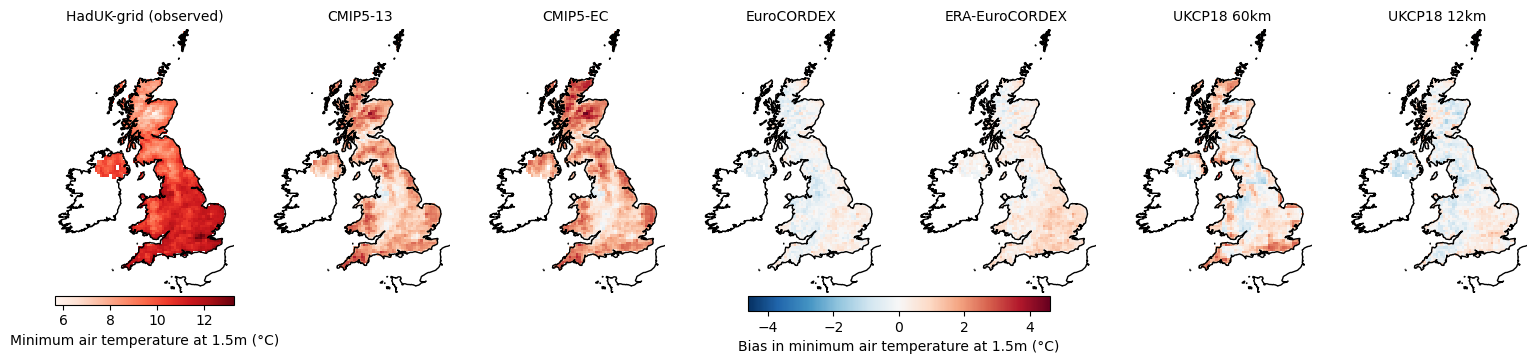 HadUK-grid (observed)
CMIP5-13
CMIP5-EC
EuroCORDEX
ERA-EuroCORDEX
UKCP18 60km
UKCP18 12km
6 8 10 12
Minimum air temperature at 1.5m (°C)
−4 −2 0 2 4
Bias in minimum air temperature at 1.5m (°C)